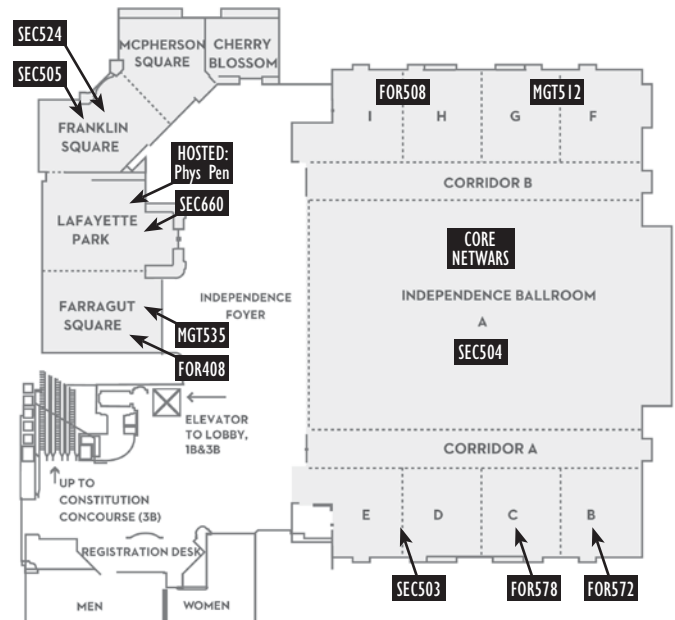 SEC524
MCPHERSON
SQUARE
CHERRY
BLOSSOM
SEC505
FRANKLIN
SQUARE
FOR508
MGT512
I
H
G
F
HOSTED:
Phys Pen
SEC660
LAFAYETTE
PARK
CORRIDOR B
CORE
NETWARS
INDEPENDENCE
FOYER
INDEPENDENCE BALLROOM
A
SEC504
FARRAGUT
SQUARE
MGT535
FOR408
ELEVATOR
TO LOBBY,
1B&3B
CORRIDOR A
UP TO
CONSTITUTION
CONCOURSE (3B)
E
D
C
B
REGISTRATION DESK
SEC503
FOR578
FOR572
MEN
WOMEN